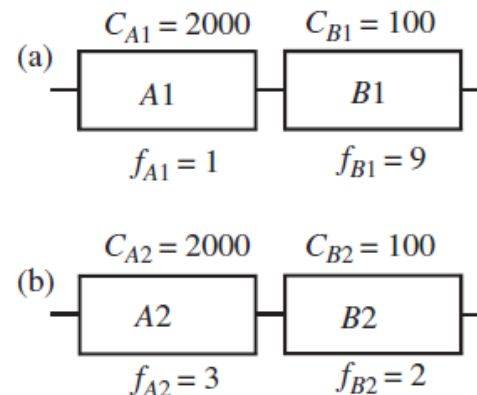 C_{A1} = 2000 C_{B1} = 100
(a)
A1 B1
f_{A1} = 1 f_{B1} = 9
C_{A2} = 2000 C_{B2} = 100
(b)
A2 B2
f_{A2} = 3 f_{B2} = 2